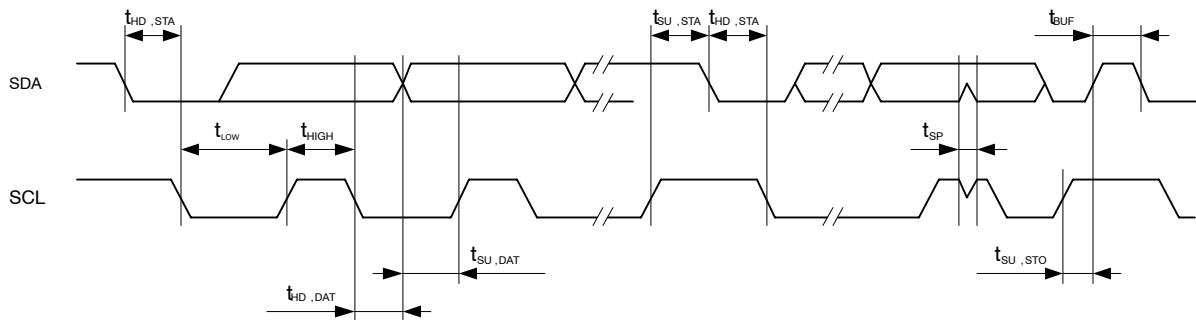 tHD,STA tSU,STA tHD,STA tBUF
SDA
tLOW tHIGH tSP
SCL
tSU,DAT tSU,STO
tHD,DAT